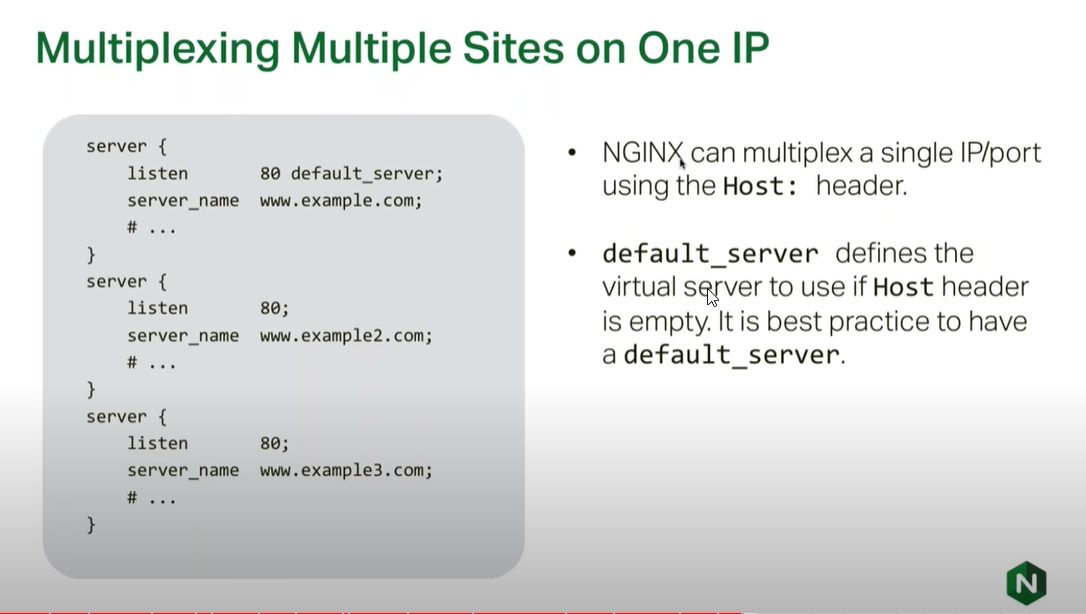 Multiplexing Multiple Sites on One IP
server {
listen 80 default_server;
server_name www.example.com;
# ...
}
server {
listen 80;
server_name www.example2.com;
# ...
}
server {
listen 80;
server_name www.example3.com;
# ...
}
• NGINX can multiplex a single IP/port
using the Host: header.
• default_server defines the
virtual server to use if Host header
is empty. It is best practice to have
a default_server.
N